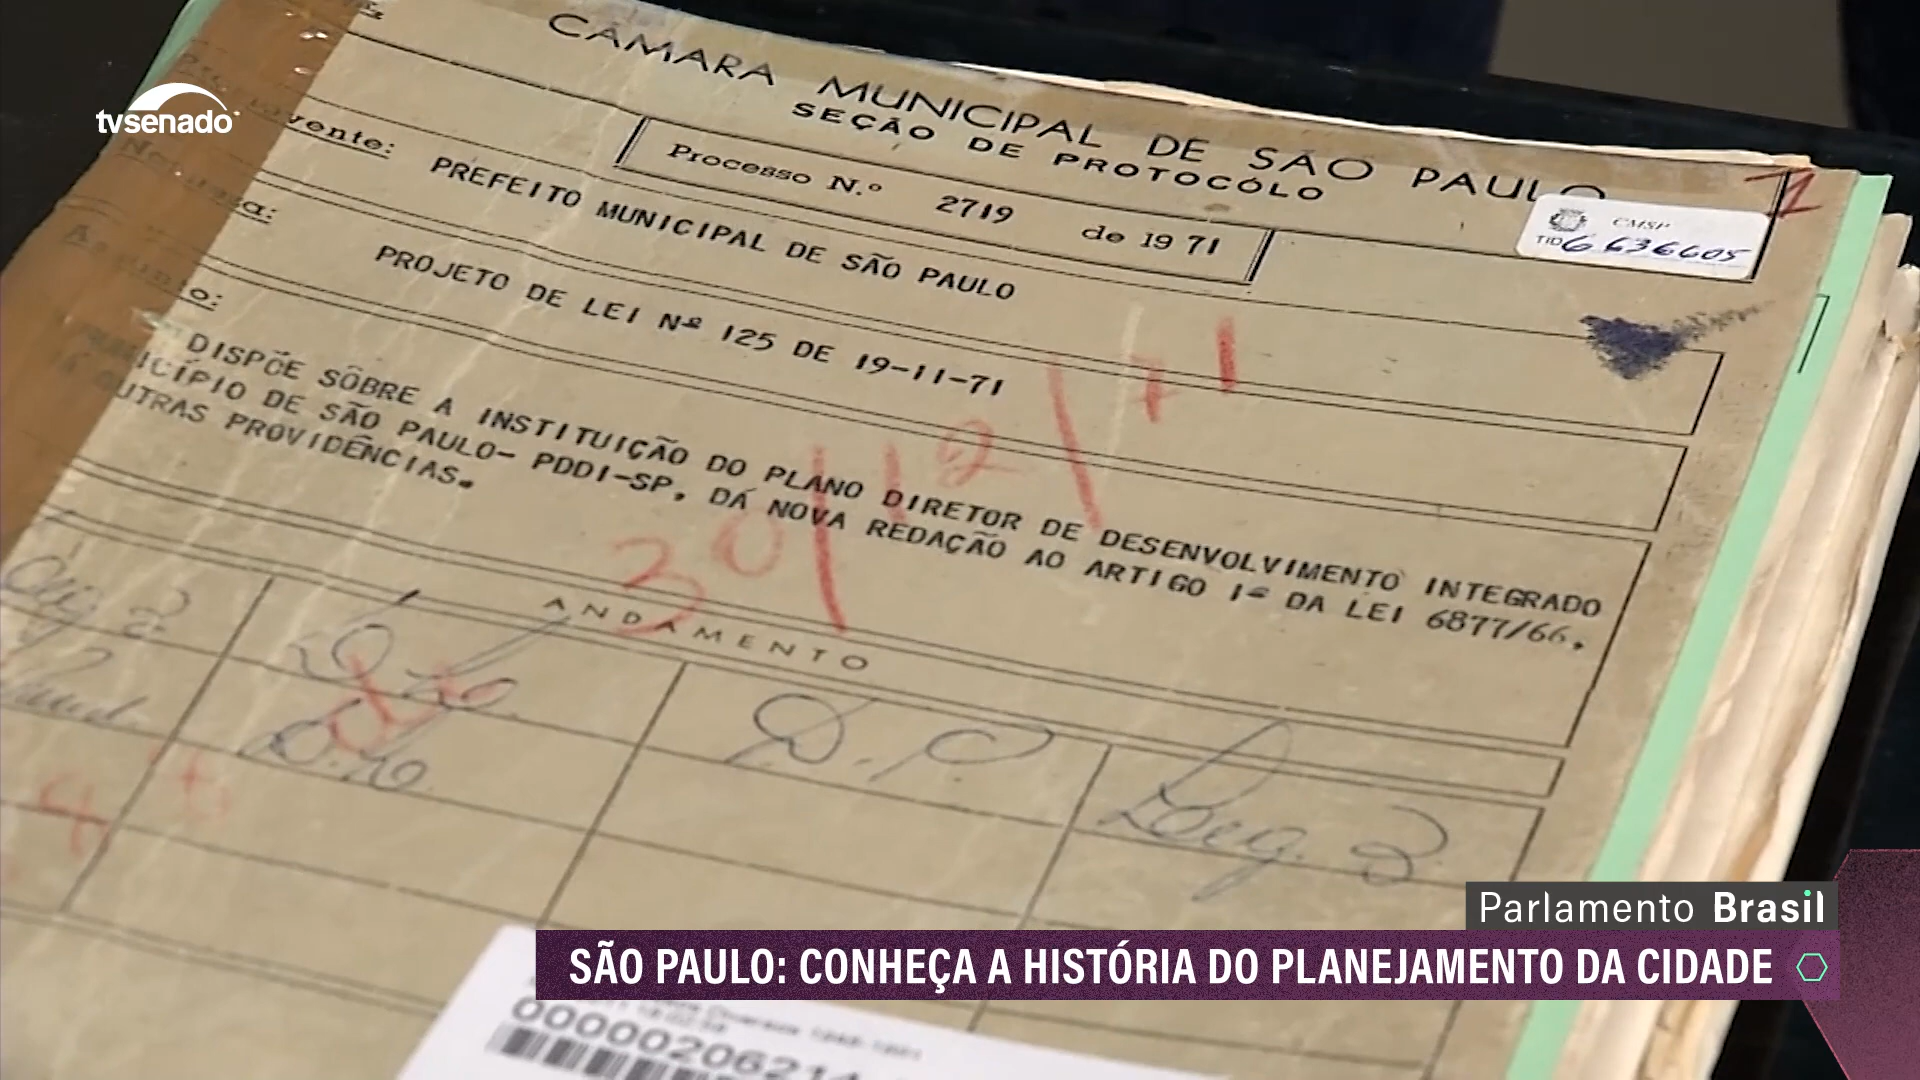 tvsenado
CÂMARA MUNICIPAL DE SÃO PAULO
SEÇÃO DE PROTOCÓLO
Processo N.º 2719 de 1971
1
CMSP
TID 6636605
PREFEITO MUNICIPAL DE SÃO PAULO
PROJETO DE LEI Nº 125 DE 19-11-71
DISPÕE SÔBRE A INSTITUIÇÃO DO PLANO DIRETOR DE DESENVOLVIMENTO INTEGRADO
DE SÃO PAULO- PDDI-SP, DÁ NOVA REDAÇÃO AO ARTIGO 1º DA LEI 6877/66,
OUTRAS PROVIDÊNCIAS.
30/12/71
ANDAMENTO
D.P.
Parlamento Brasil
SÃO PAULO: CONHEÇA A HISTÓRIA DO PLANEJAMENTO DA CIDADE